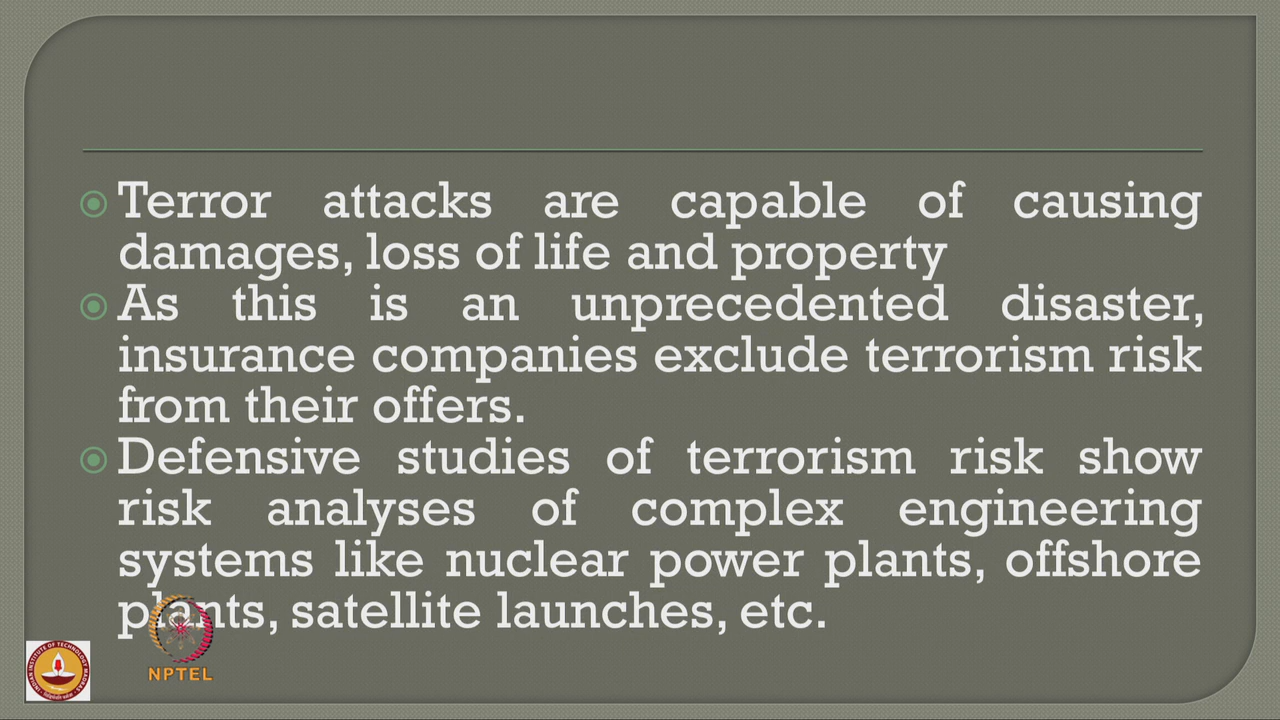 Terror attacks are capable of causing
damages, loss of life and property
As this is an unprecedented disaster,
insurance companies exclude terrorism risk
from their offers.
Defensive studies of terrorism risk show
risk analyses of complex engineering
systems like nuclear power plants, offshore
plants, satellite launches, etc.
NPTEL